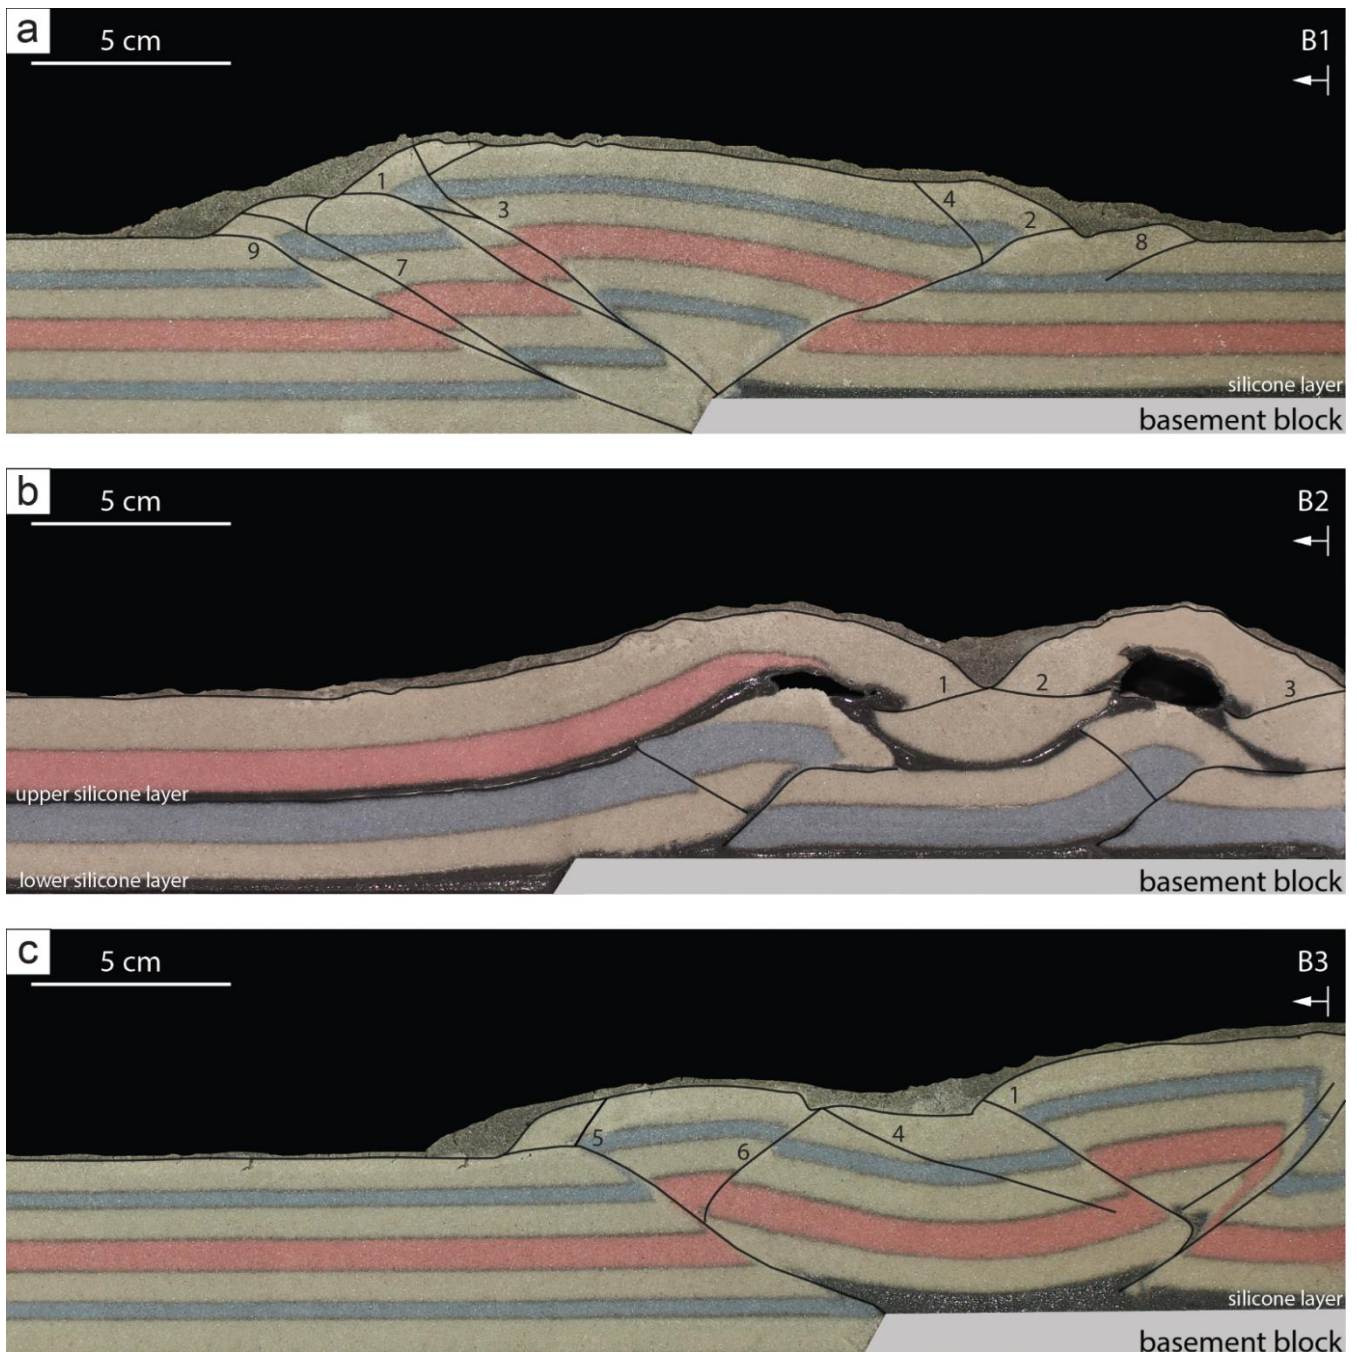 a
5 cm
B1
1
3
4
2
8
9
7
silicone layer
basement block
b
5 cm
B2
1
2
3
upper silicone layer
lower silicone layer
basement block
c
5 cm
B3
1
5
6
4
silicone layer
basement block